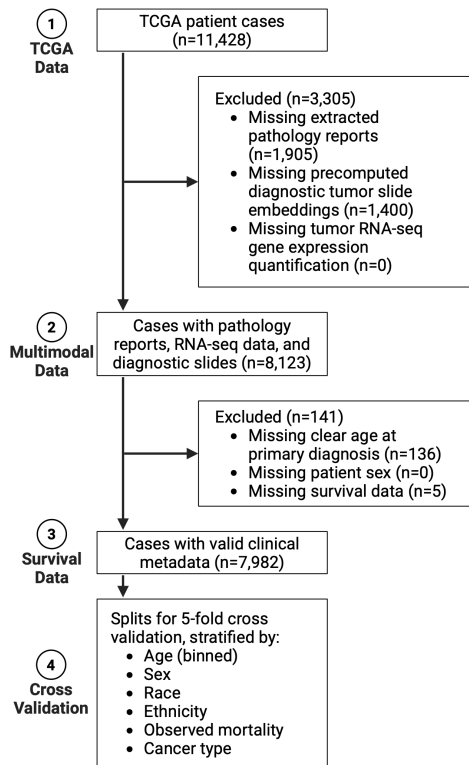 1
TCGA
Data
TCGA patient cases
(n=11,428)
Excluded (n=3,305)
• Missing extracted
pathology reports
(n=1,905)
• Missing precomputed
diagnostic tumor slide
embeddings (n=1,400)
• Missing tumor RNA-seq
gene expression
quantification (n=0)
2
Multimodal
Data
Cases with pathology
reports, RNA-seq data, and
diagnostic slides (n=8,123)
Excluded (n=141)
• Missing clear age at
primary diagnosis (n=136)
• Missing patient sex (n=0)
• Missing survival data (n=5)
3
Survival
Data
Cases with valid clinical
metadata (n=7,982)
4
Cross
Validation
Splits for 5-fold cross
validation, stratified by:
• Age (binned)
• Sex
• Race
• Ethnicity
• Observed mortality
• Cancer type